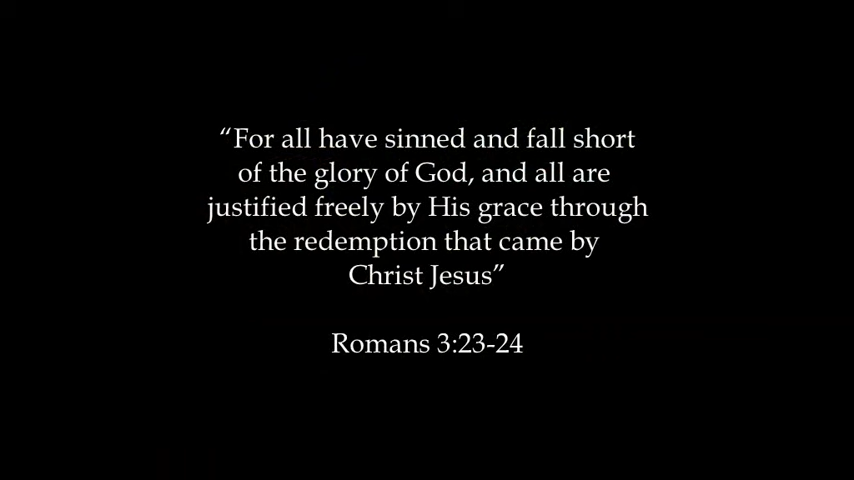 “For all have sinned and fall short
of the glory of God, and all are
justified freely by His grace through
the redemption that came by
Christ Jesus”
Romans 3:23-24